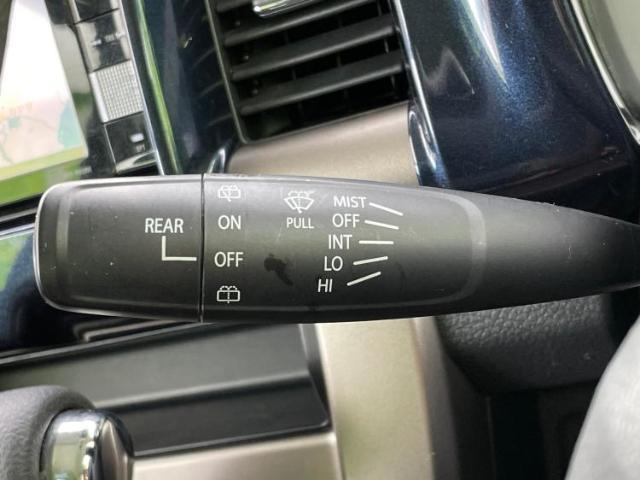 REAR
ON
OFF
PULL
MIST
OFF
INT
LO
HI